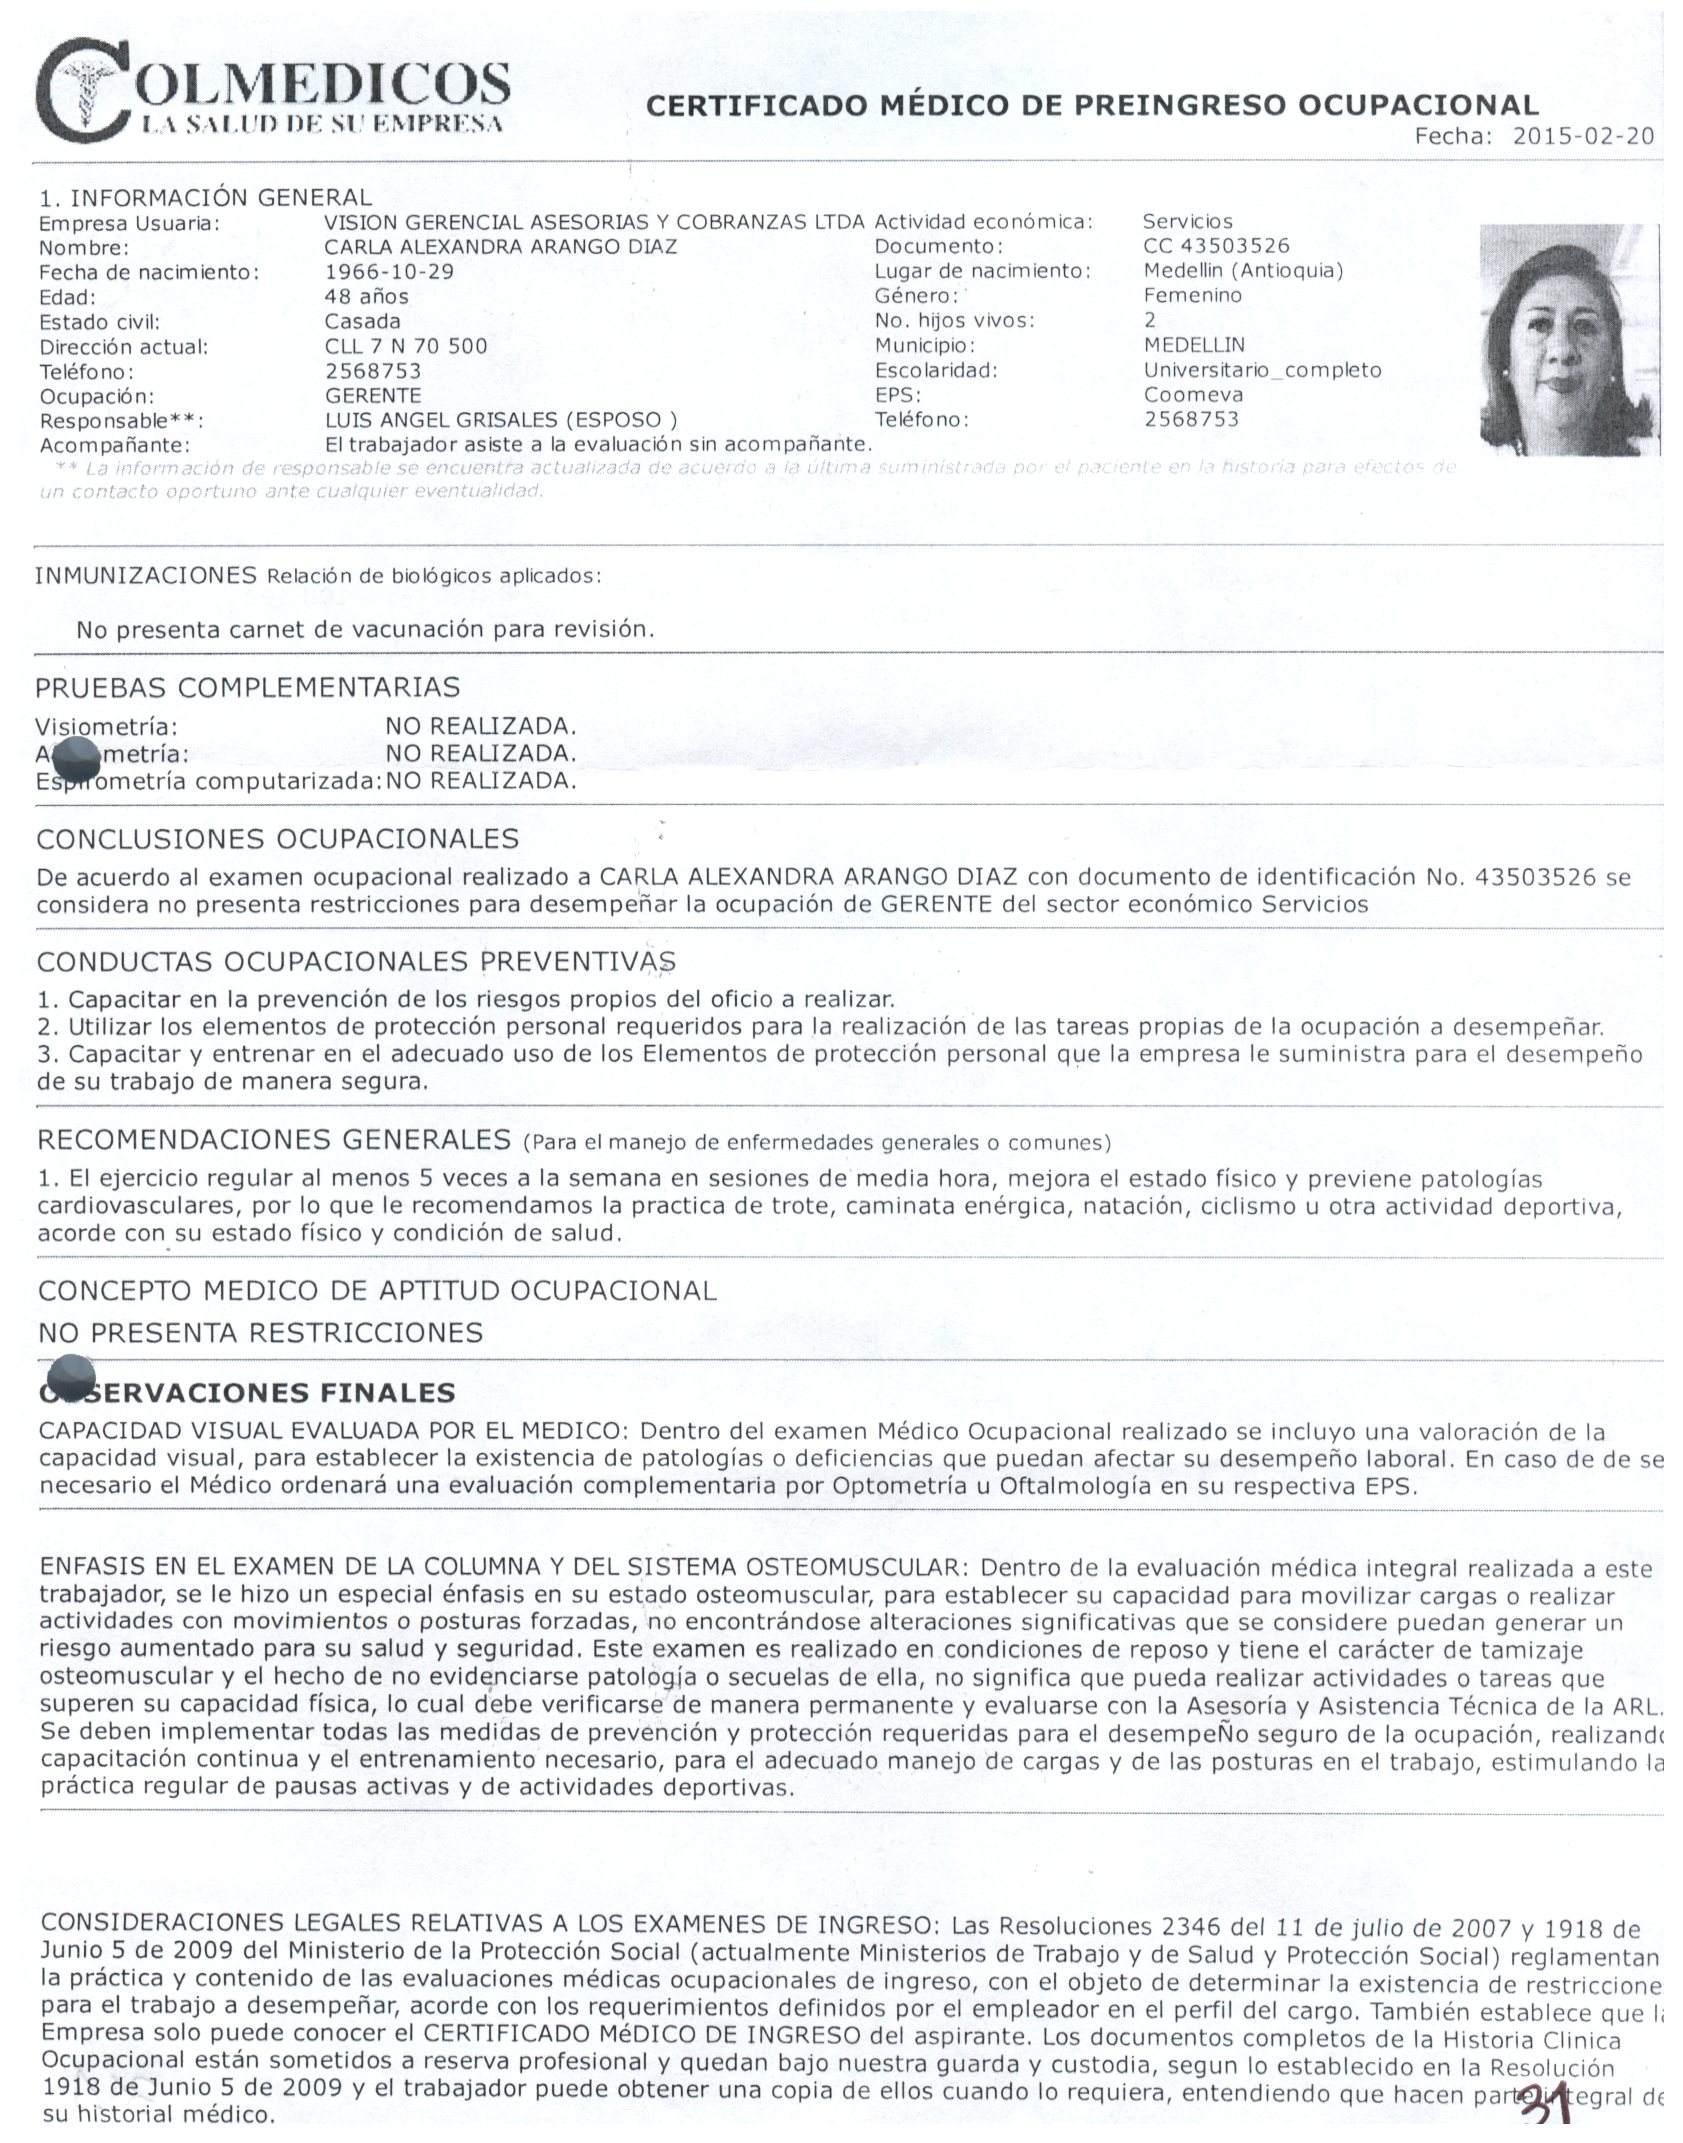 COLMEDICOS
LA SALUD DE SU EMPRESA
CERTIFICADO MÉDICO DE PREINGRESO OCUPACIONAL
Fecha: 2015-02-20
1. INFORMACIÓN GENERAL
Empresa Usuaria: VISION GERENCIAL ASESORIAS Y COBRANZAS LTDA Actividad económica: Servicios
Nombre: CARLA ALEXANDRA ARANGO DIAZ Documento: CC 43503526
Fecha de nacimiento: 1966-10-29 Lugar de nacimiento: Medellin (Antioquia)
Edad: 48 años Género: Femenino
Estado civil: Casada No. hijos vivos: 2
Dirección actual: CLL 7 N 70 500 Municipio: MEDELLIN
Teléfono: 2568753 Escolaridad: Universitario_completo
Ocupación: GERENTE EPS: Coomeva
Responsable**: LUIS ANGEL GRISALES (ESPOSO ) Teléfono: 2568753
Acompañante: El trabajador asiste a la evaluación sin acompañante.
** La información de responsable se encuentra actualizada de acuerdo a la última suministrada por el paciente en la historia para efectos de
un contacto oportuno ante cualquier eventualidad.
INMUNIZACIONES Relación de biológicos aplicados:
No presenta carnet de vacunación para revisión.
PRUEBAS COMPLEMENTARIAS
Visiometría: NO REALIZADA.
metría: NO REALIZADA.
Espirometría computarizada: NO REALIZADA.
CONCLUSIONES OCUPACIONALES
De acuerdo al examen ocupacional realizado a CARLA ALEXANDRA ARANGO DIAZ con documento de identificación No. 43503526 se
considera no presenta restricciones para desempeñar la ocupación de GERENTE del sector económico Servicios
CONDUCTAS OCUPACIONALES PREVENTIVAS
1. Capacitar en la prevención de los riesgos propios del oficio a realizar.
2. Utilizar los elementos de protección personal requeridos para la realización de las tareas propias de la ocupación a desempeñar.
3. Capacitar y entrenar en el adecuado uso de los Elementos de protección personal que la empresa le suministra para el desempeño
de su trabajo de manera segura.
RECOMENDACIONES GENERALES (Para el manejo de enfermedades generales o comunes)
1. El ejercicio regular al menos 5 veces a la semana en sesiones de media hora, mejora el estado físico y previene patologías
cardiovasculares, por lo que le recomendamos la practica de trote, caminata enérgica, natación, ciclismo u otra actividad deportiva,
acorde con su estado físico y condición de salud.
CONCEPTO MEDICO DE APTITUD OCUPACIONAL
NO PRESENTA RESTRICCIONES
OBSERVACIONES FINALES
CAPACIDAD VISUAL EVALUADA POR EL MEDICO: Dentro del examen Médico Ocupacional realizado se incluyo una valoración de la
capacidad visual, para establecer la existencia de patologías o deficiencias que puedan afectar su desempeño laboral. En caso de de se
necesario el Médico ordenará una evaluación complementaria por Optometría u Oftalmología en su respectiva EPS.
ENFASIS EN EL EXAMEN DE LA COLUMNA Y DEL SISTEMA OSTEOMUSCULAR: Dentro de la evaluación médica integral realizada a este
trabajador, se le hizo un especial énfasis en su estado osteomuscular, para establecer su capacidad para movilizar cargas o realizar
actividades con movimientos o posturas forzadas, no encontrándose alteraciones significativas que se considere puedan generar un
riesgo aumentado para su salud y seguridad. Este examen es realizado en condiciones de reposo y tiene el carácter de tamizaje
osteomuscular y el hecho de no evidenciarse patología o secuelas de ella, no significa que pueda realizar actividades o tareas que
superen su capacidad física, lo cual debe verificarse de manera permanente y evaluarse con la Asesoría y Asistencia Técnica de la ARL.
Se deben implementar todas las medidas de prevención y protección requeridas para el desempeÑo seguro de la ocupación, realizando
capacitación continua y el entrenamiento necesario, para el adecuado manejo de cargas y de las posturas en el trabajo, estimulando la
práctica regular de pausas activas y de actividades deportivas.
CONSIDERACIONES LEGALES RELATIVAS A LOS EXAMENES DE INGRESO: Las Resoluciones 2346 del 11 de julio de 2007 y 1918 de
Junio 5 de 2009 del Ministerio de la Protección Social (actualmente Ministerios de Trabajo y de Salud y Protección Social) reglamentan
la práctica y contenido de las evaluaciones médicas ocupacionales de ingreso, con el objeto de determinar la existencia de restriccione
para el trabajo a desempeñar, acorde con los requerimientos definidos por el empleador en el perfil del cargo. También establece que la
Empresa solo puede conocer el CERTIFICADO MéDICO DE INGRESO del aspirante. Los documentos completos de la Historia Clinica
Ocupacional están sometidos a reserva profesional y quedan bajo nuestra guarda y custodia, segun lo establecido en la Resolución
1918 de Junio 5 de 2009 y el trabajador puede obtener una copia de ellos cuando lo requiera, entendiendo que hacen parte integral de
su historial médico.
31